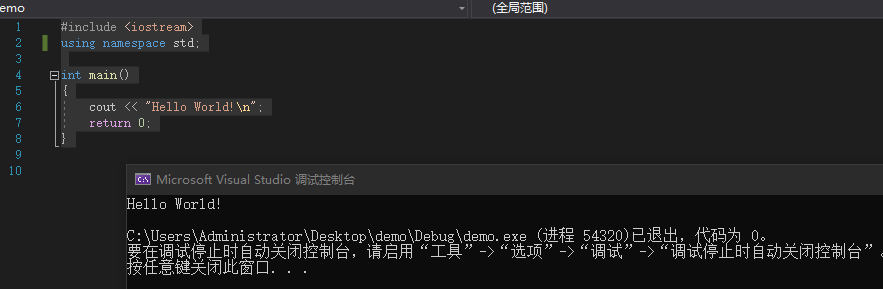 emo
(全局范围)
1 #include <iostream>
2 using namespace std;
3
4 int main()
5 {
6 cout << "Hello World!\n";
7 return 0;
8 }
9
10
Microsoft Visual Studio 调试控制台
Hello World!
C:\Users\Administrator\Desktop\demo\Debug\demo.exe (进程 54320)已退出，代码为 0。
要在调试停止时自动关闭控制台，请启用“工具”->“选项”->“调试”->“调试停止时自动关闭控制台”。
按任意键关闭此窗口. . .